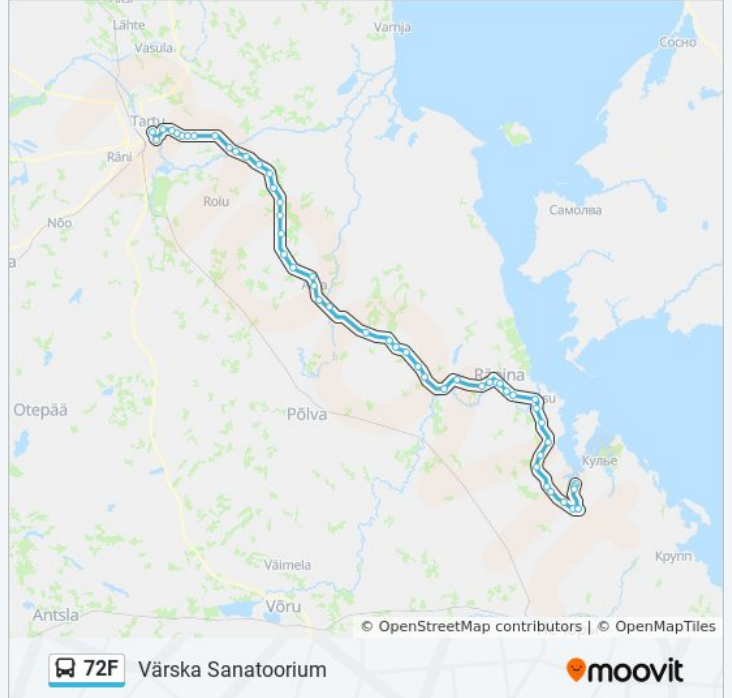 Lähte
Varnja
Vasula
Сосно
Tartu
Räni
Roiu
Nõo
Самолва
a
Räpina
Otepää
Põlva
Кулье
Väimela
Крупп
Võru
Antsla
© OpenStreetMap contributors | © OpenMapTiles
72F Värska Sanatoorium
moovit